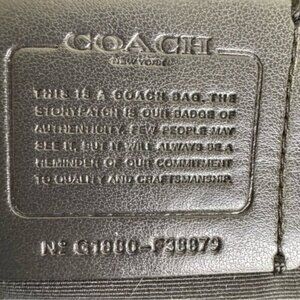 COACH
NEW YORK
THIS IS A COACH BAG. THE
STORYPATCH IS OUR BADGE OF
AUTHENTICITY. FEW PEOPLE MAY
SEE IT, BUT IT WILL ALWAYS BE A
REMINDER OF OUR COMMITMENT
TO QUALITY AND CRAFTSMANSHIP.
Nº G1880-F38979